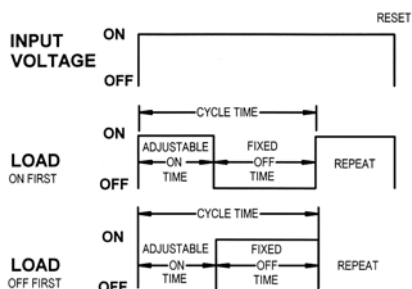 RESET
INPUT VOLTAGE
ON
OFF
CYCLE TIME
ON
ADJUSTABLE ON TIME
FIXED OFF TIME
REPEAT
LOAD
ON FIRST
OFF
CYCLE TIME
ON
ADJUSTABLE ON TIME
FIXED OFF TIME
REPEAT
LOAD
OFF FIRST
OFF